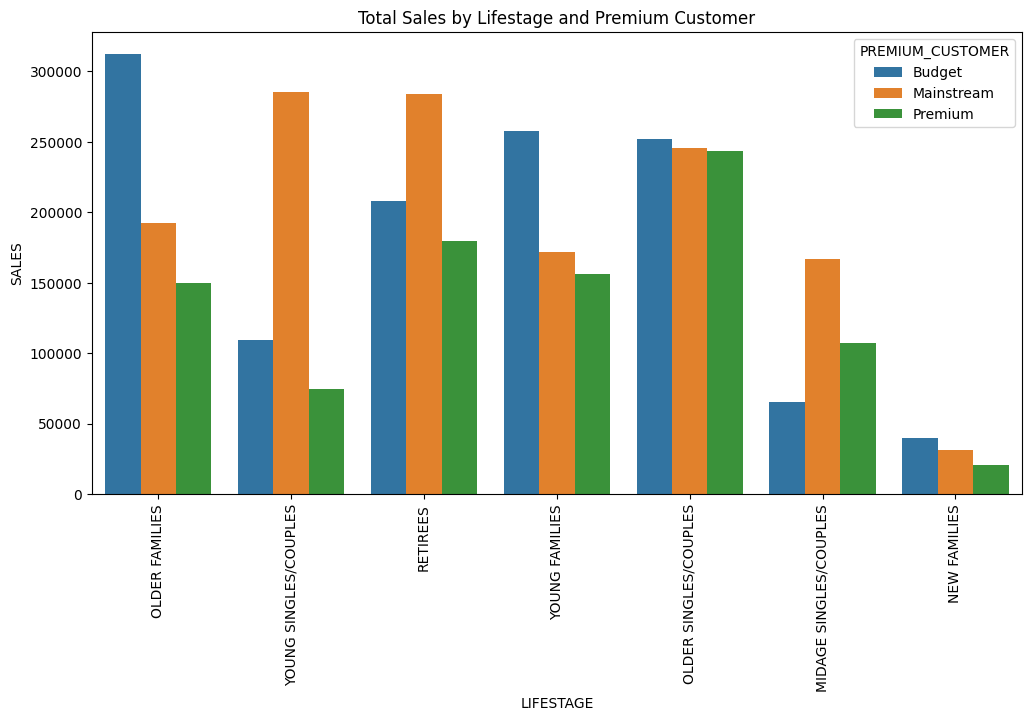 Total Sales by Lifestage and Premium Customer
PREMIUM_CUSTOMER
Budget
Mainstream
Premium
SALES
300000
250000
200000
150000
100000
50000
0
OLDER FAMILIES
YOUNG SINGLES/COUPLES
RETIREES
YOUNG FAMILIES
OLDER SINGLES/COUPLES
MIDAGE SINGLES/COUPLES
NEW FAMILIES
LIFESTAGE